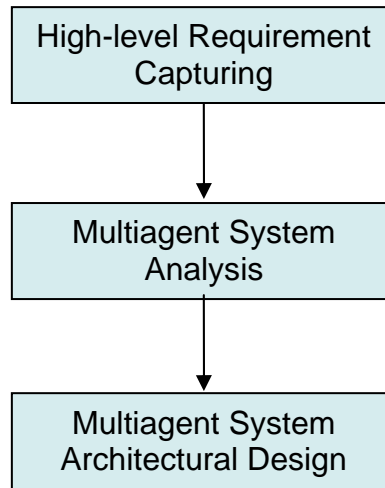 High-level Requirement
Capturing
Multiagent System
Analysis
Multiagent System
Architectural Design